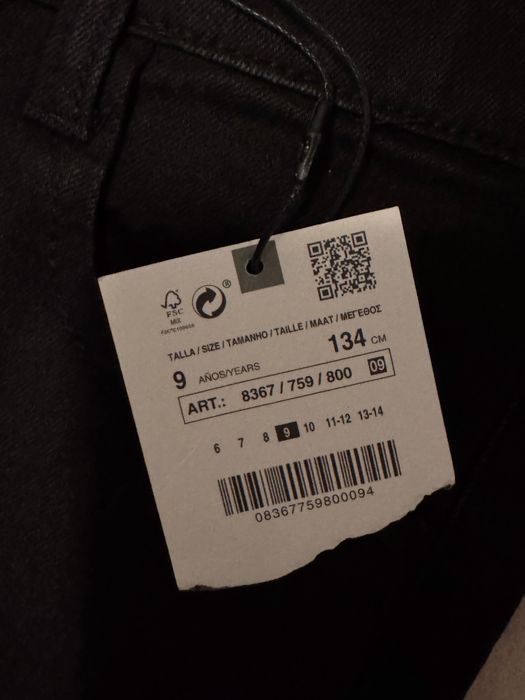 FSC
MIX
®
TALLA / SIZE / TAMANHO / TAILLE / MAAT / ΜΕΓΕΘΟΣ
9 AÑOS/YEARS 134 CM
ART.: 8367 / 759 / 800 09
6 7 8 9 10 11-12 13-14
08367759800094